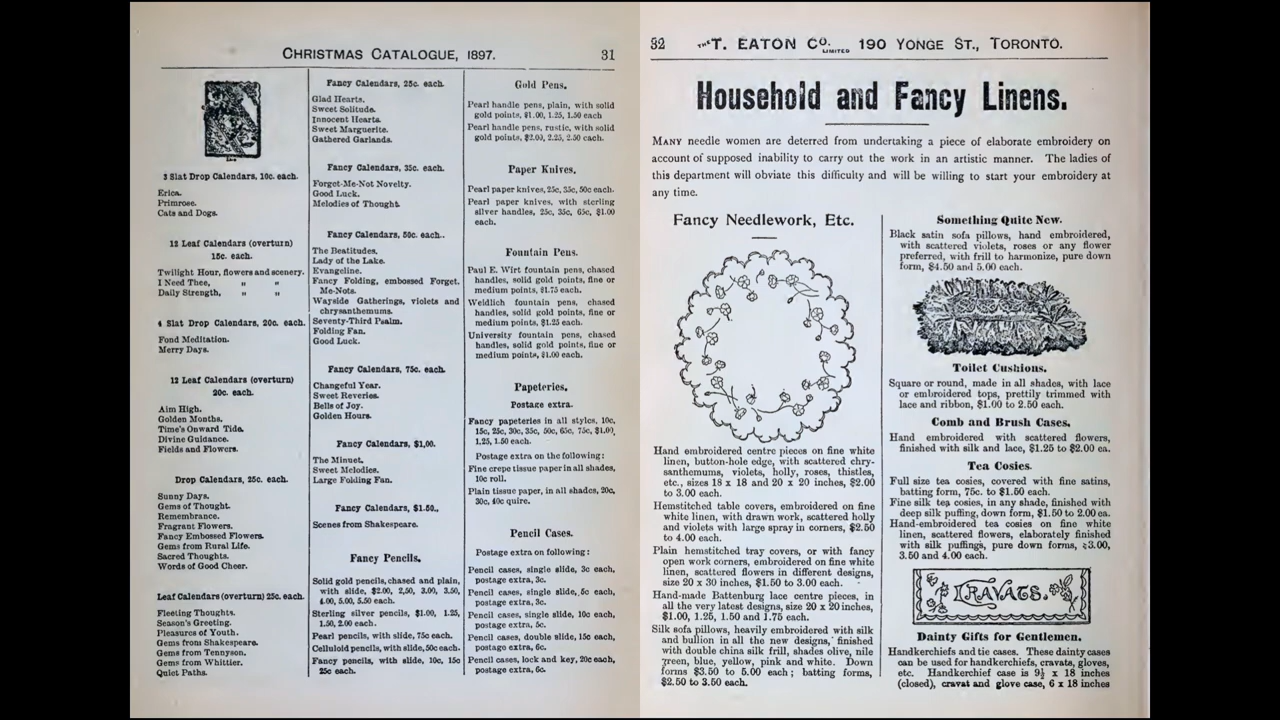 CHRISTMAS CATALOGUE, 1897.
31
3 Slat Drop Calendars, 10c. each.
Erica.
Primrose.
Cats and Dogs.
12 Leaf Calendars (overturn)
15c. each.
Twilight Hour, flowers and scenery.
I Need Thee, " "
Daily Strength, " "
4 Slat Drop Calendars, 20c. each.
Fond Meditation.
Merry Days.
12 Leaf Calendars (overturn)
20c. each.
Aim High.
Golden Months.
Time's Onward Tide.
Divine Guidance.
Fields and Flowers.
Drop Calendars, 25c. each.
Sunny Days.
Gems of Thought.
Remembrance.
Fragrant Flowers.
Fancy Embossed Flowers.
Gems from Rural Life.
Sacred Thoughts.
Words of Good Cheer.
Leaf Calendars (overturn) 25c. each.
Fleeting Thoughts.
Season's Greeting.
Pleasures of Youth.
Gems from Shakespeare.
Gems from Tennyson.
Gems from Whittier.
Quiet Paths.
Fancy Calendars, 25c. each.
Glad Hearts.
Sweet Solitude.
Innocent Hearts.
Sweet Marguerite.
Gathered Garlands.
Fancy Calendars, 35c. each.
Forget-Me-Not Novelty.
Good Luck.
Melodies of Thought.
Fancy Calendars, 50c. each..
The Beatitudes.
Lady of the Lake.
Evangeline.
Fancy Folding, embossed Forget.
Me-Nots.
Wayside Gatherings, violets and
chrysanthemums.
Seventy-Third Psalm.
Folding Fan.
Good Luck.
Fancy Calendars, 75c. each.
Changeful Year.
Sweet Reveries.
Bells of Joy.
Golden Hours.
Fancy Calendars, $1.00.
The Minuet.
Sweet Melodies.
Large Folding Fan.
Fancy Calendars, $1.50.,
Scenes from Shakespeare.
Fancy Pencils.
Solid gold pencils, chased and plain,
with slide, $2.00, 2,50, 3.00, 3.50,
4.00, 5.00, 5.50 each.
Sterling silver pencils, $1.00, 1.25,
1.50, 2.00 each.
Pearl pencils, with slide, 75c. each.
Celluloid pencils, with slide, 50c. each.
Fancy pencils, with slide, 10c, 15c
25c each.
Gold Pens.
Pearl handle pens, plain, with solid
gold points, $1.00, 1.25, 1.50 each
Pearl handle pens, rustic, with solid
gold points, $2.00, 2.25, 2.50 each.
Paper Knives.
Pearl paper knives, 25c, 35c, 50c each.
Pearl paper knives, with sterling
silver handles, 25c, 35c, 65c, $1.00
each.
Fountain Pens.
Paul E. Wirt fountain pens, chased
handles, solid gold points, fine or
medium points, $1.75 each.
Weidlich fountain pens, chased
handles, solid gold points, fine or
medium points, $1.25 each.
University fountain pens, chased
handles, solid gold points, fine or
medium points, $1.00 each.
Papeteries.
Postage extra.
Fancy papeteries in all styles, 10c,
15c, 25c, 30c, 35c, 50c, 65c, 75c, $1.00,
1.25, 1.50 each.
Postage extra on the following:
Fine crepe tissue paper in all shades,
10c roll.
Plain tissue paper, in all shades, 20c,
30c, 40c quire.
Pencil Cases.
Postage extra on following:
Pencil cases, single slide, 3c each,
postage extra, 3c.
Pencil cases, single slide, 5c each,
postage extra, 3c.
Pencil cases, single slide, 10c each,
postage extra, 5c.
Pencil cases, double slide, 15c each,
postage extra, 6c.
Pencil cases, lock and key, 20c each,
postage extra, 6c.
32
THE T. EATON CO. LIMITED 190 YONGE ST., TORONTO.
Household and Fancy Linens.
MANY needle women are deterred from undertaking a piece of elaborate embroidery on
account of supposed inability to carry out the work in an artistic manner. The ladies of
this department will obviate this difficulty and will be willing to start your embroidery at
any time.
Fancy Needlework, Etc.
Hand embroidered centre pieces on fine white
linen, button-hole edge, with scattered chry-
santhemums, violets, holly, roses, thistles,
etc., sizes 18 x 18 and 20 x 20 inches, $2.00
to 3.00 each.
Hemstitched table covers, embroidered on fine
white linen, with drawn work, scattered holly
and violets with large spray in corners, $2.50
to 4.00 each.
Plain hemstitched tray covers, or with fancy
open work corners, embroidered on fine white
linen, scattered flowers in different designs,
size 20 x 30 inches, $1.50 to 3.00 each.
Hand-made Battenburg lace centre pieces, in
all the very latest designs, size 20 x 20 inches,
$1.00, 1.25, 1.50 and 1.75 each.
Silk sofa pillows, heavily embroidered with silk
and bullion in all the new designs, finished
with double china silk frill, shades olive, nile
green, blue, yellow, pink and white. Down
forms $3.50 to 5.00 each; batting forms,
$2.50 to 3.50 each.
Something Quite New.
Black satin sofa pillows, hand embroidered,
with scattered violets, roses or any flower
preferred, with frill to harmonize, pure down
form, $4.50 and 5.00 each.
Toilet Cushions.
Square or round, made in all shades, with lace
or embroidered tops, prettily trimmed with
lace and ribbon, $1.00 to 2.50 each.
Comb and Brush Cases.
Hand embroidered with scattered flowers,
finished with silk and lace, $1.25 to $2.00 ea.
Tea Cosies.
Full size tea cosies, covered with fine satins,
batting form, 75c. to $1.50 each.
Fine silk tea cosies, in any shade, finished with
deep silk puffing, down form, $1.50 to 2.00 ea.
Hand-embroidered tea cosies on fine white
linen, scattered flowers, elaborately finished
with silk puffings, pure down forms, $3.00,
3.50 and 4.00 each.
CRAVATS.
Dainty Gifts for Gentlemen.
Handkerchiefs and tie cases. These dainty cases
can be used for handkerchiefs, cravats, gloves,
etc. Handkerchief case is 9½ x 18 inches
(closed), cravat and glove case, 6 x 18 inches